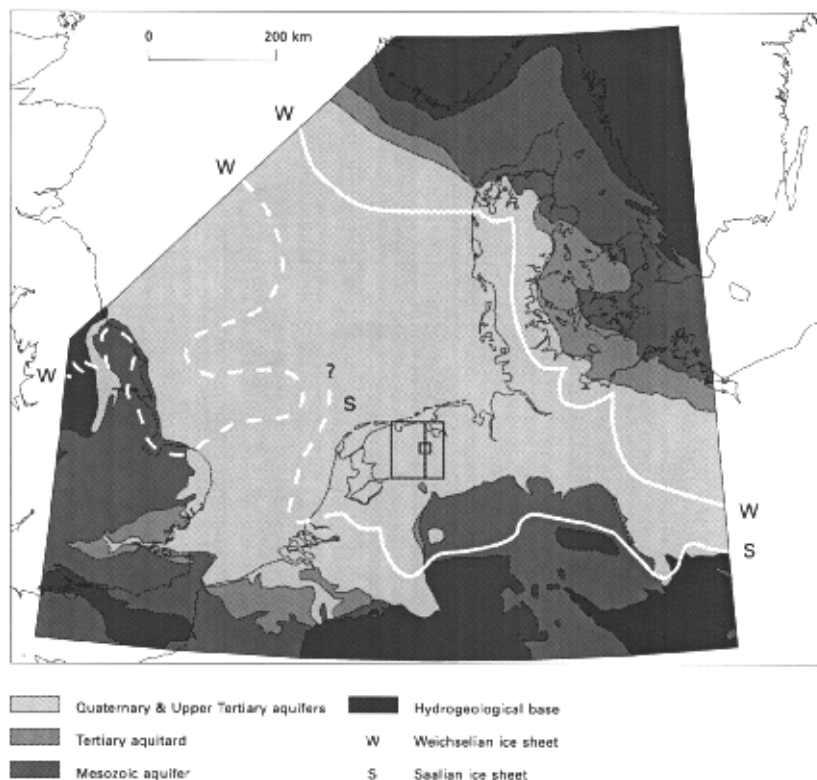 0 200 km
W
W
W
?
S
W
S
Quaternary & Upper Tertiary aquifers
Tertiary aquitard
Mesozoic aquifer
Hydrogeological base
W Weichselian ice sheet
S Saalian ice sheet